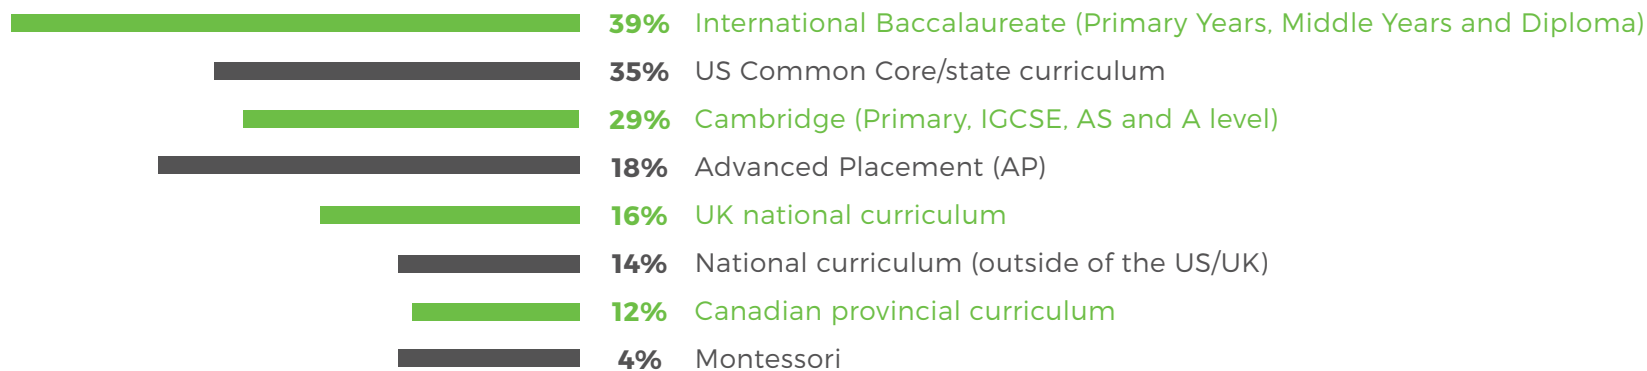 39% International Baccalaureate (Primary Years, Middle Years and Diploma)
35% US Common Core/state curriculum
29% Cambridge (Primary, IGCSE, AS and A level)
18% Advanced Placement (AP)
16% UK national curriculum
14% National curriculum (outside of the US/UK)
12% Canadian provincial curriculum
4% Montessori